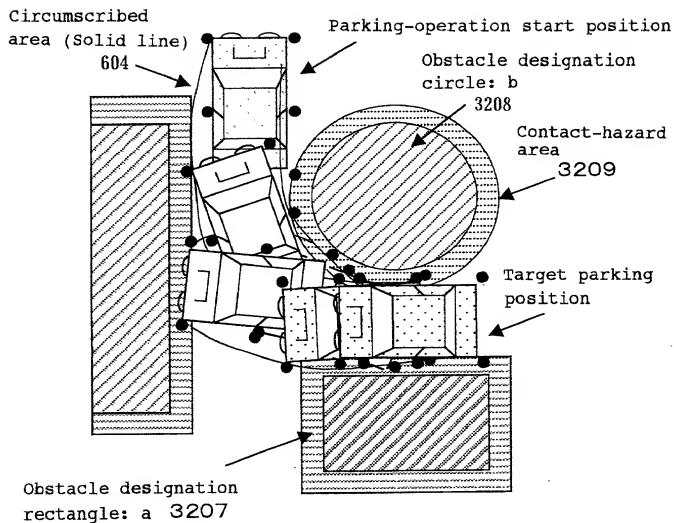 Circumscribed
area (Solid line)
604
Parking-operation start position
Obstacle designation
circle: b
3208
Contact-hazard
area
3209
Target parking
position
Obstacle designation
rectangle: a 3207